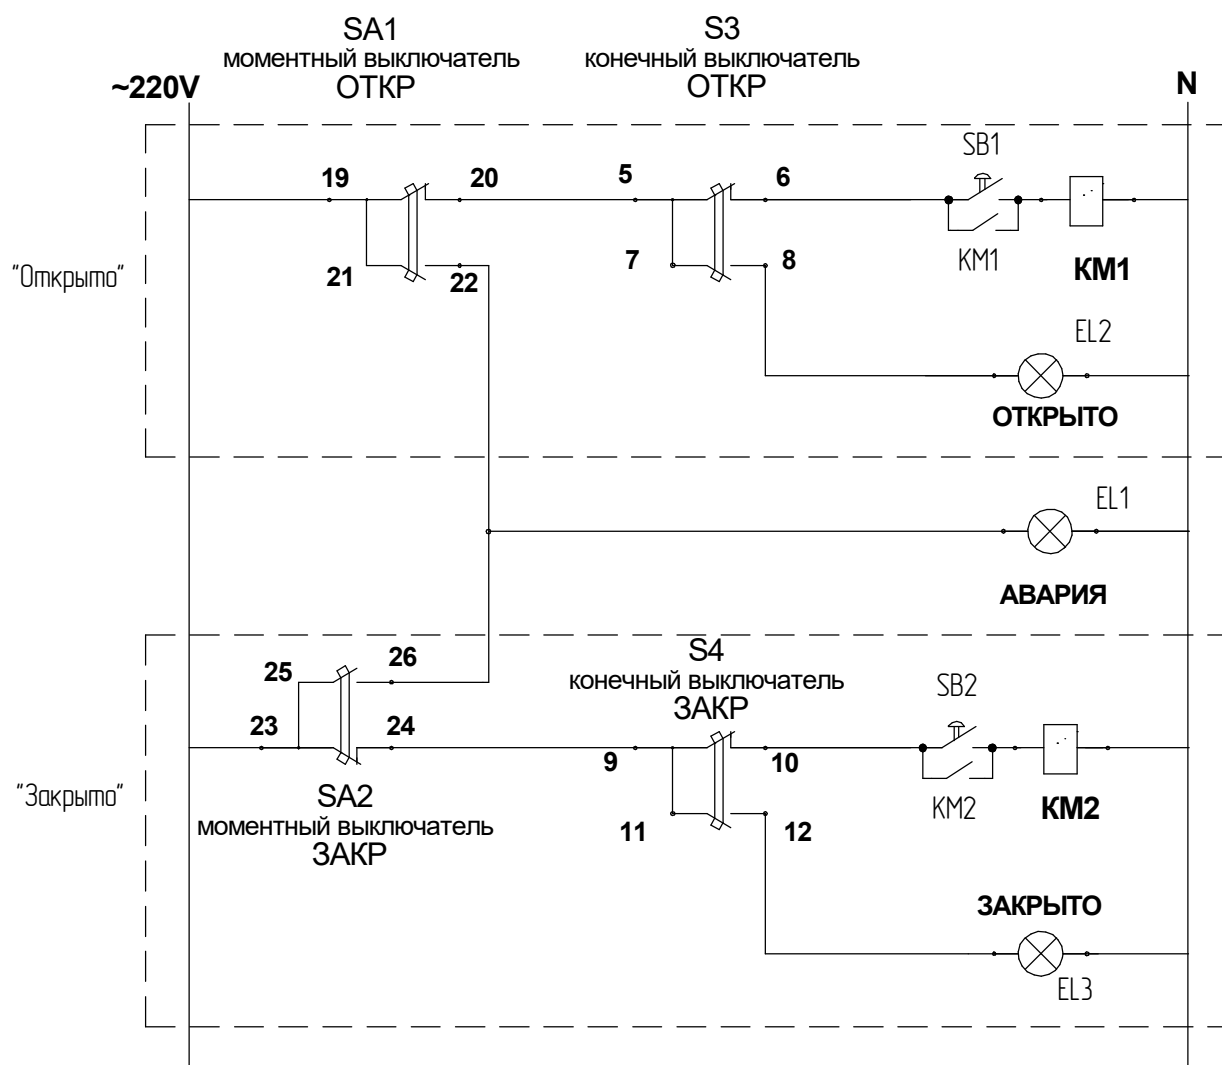 SA1
моментный выключатель
ОТКР
S3
конечный выключатель
ОТКР
~220V
N
SB1
19
20
5
6
"Открыто"
21
22
7
8
KM1
КМ1
EL2
ОТКРЫТО
EL1
АВАРИЯ
25
26
S4
конечный выключатель
ЗАКР
SB2
23
24
9
10
"Закрыто"
SA2
моментный выключатель
ЗАКР
11
12
KM2
КМ2
ЗАКРЫТО
EL3